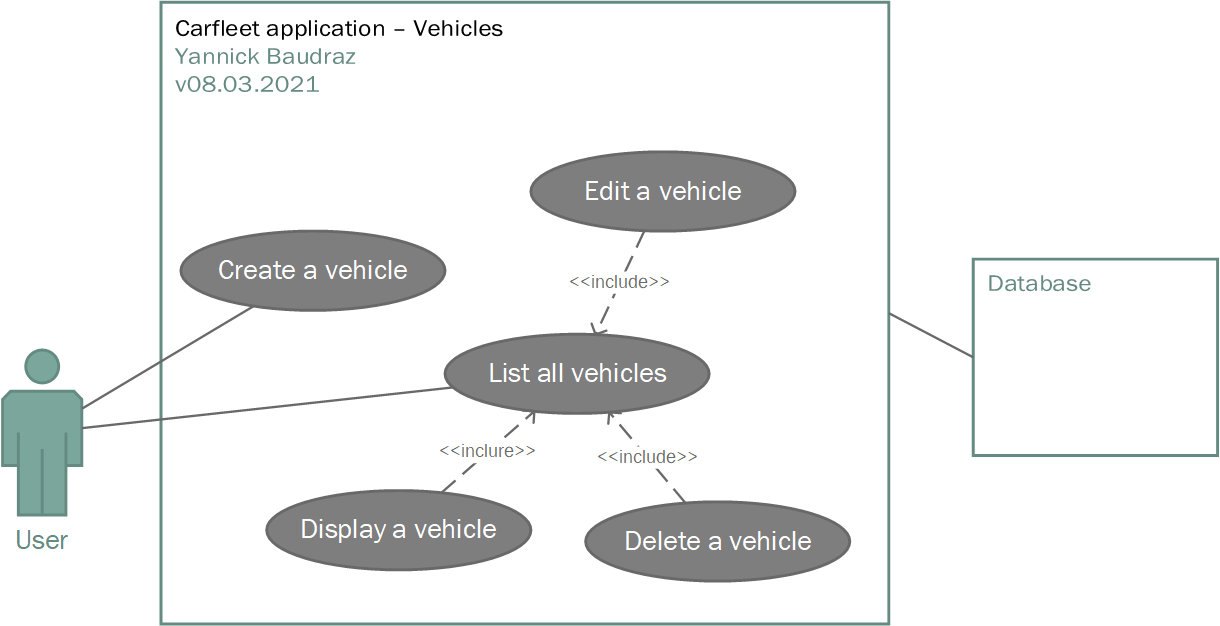 Carfleet application – Vehicles
Yannick Baudraz
v08.03.2021
Edit a vehicle
Create a vehicle
<<include>>
Database
List all vehicles
<<inclure>>
<<include>>
Display a vehicle
Delete a vehicle
User